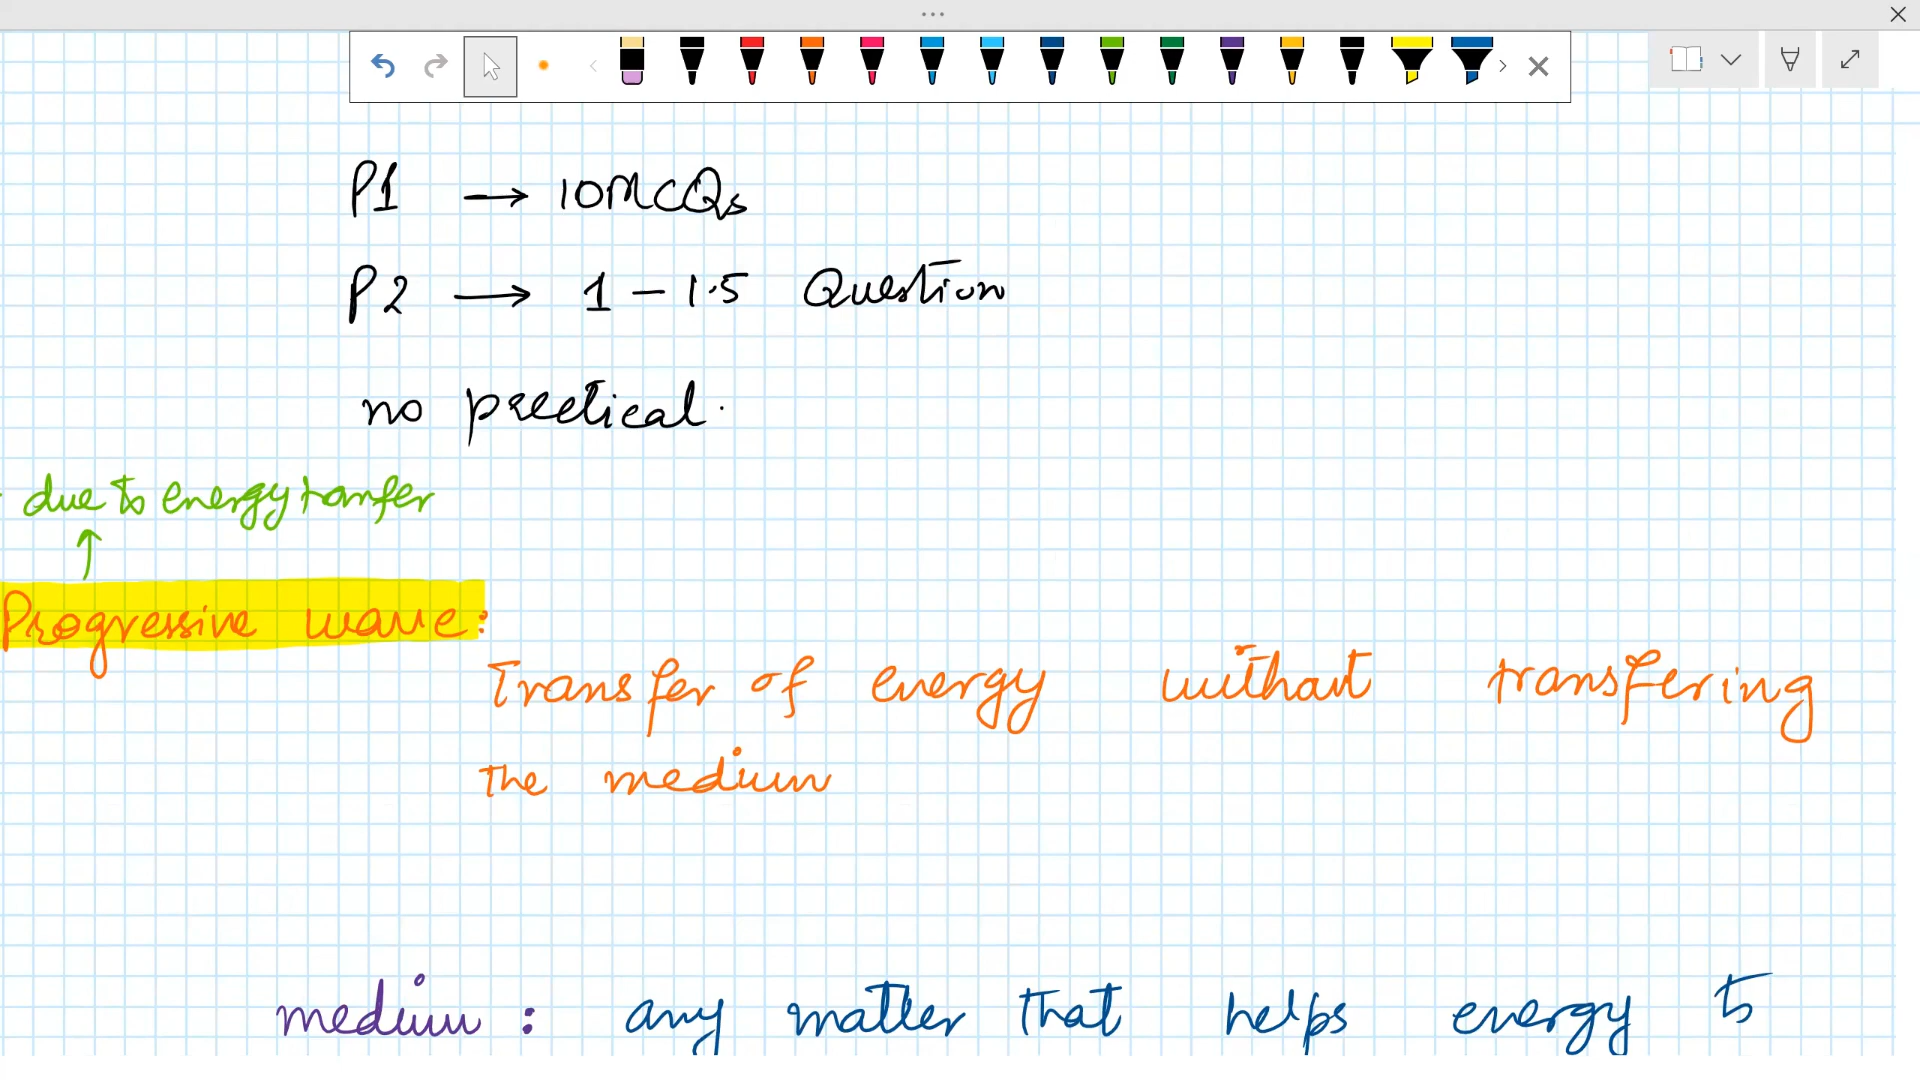 P1 → 10MCQs
P2 → 1 - 1.5 Question
no practical.
due to energy tranfer
↑
Progressive wave:
Transfer of energy without transfering
the medium
medium : any matter that helps energy to